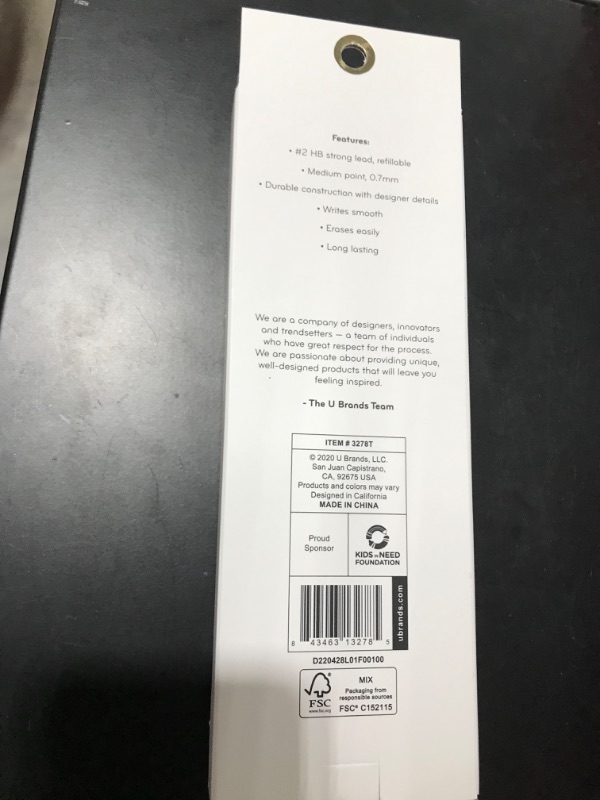 Features:
• #2 HB strong lead, refillable
• Medium point, 0.7mm
• Durable construction with designer details
• Writes smooth
• Erases easily
• Long lasting
We are a company of designers, innovators
and trendsetters — a team of individuals
who have great respect for the process.
We are passionate about providing unique,
well-designed products that will leave you
feeling inspired.
- The U Brands Team
ITEM # 3278T
© 2020 U Brands, LLC.
San Juan Capistrano,
CA, 92675 USA
Products and colors may vary
Designed in California
MADE IN CHINA
Proud
Sponsor
KIDS IN NEED
FOUNDATION
ubrands.com
6 43463 13278 5
D220428L01F00100
FSC
www.fsc.org
MIX
Packaging from
responsible sources
FSC® C152115